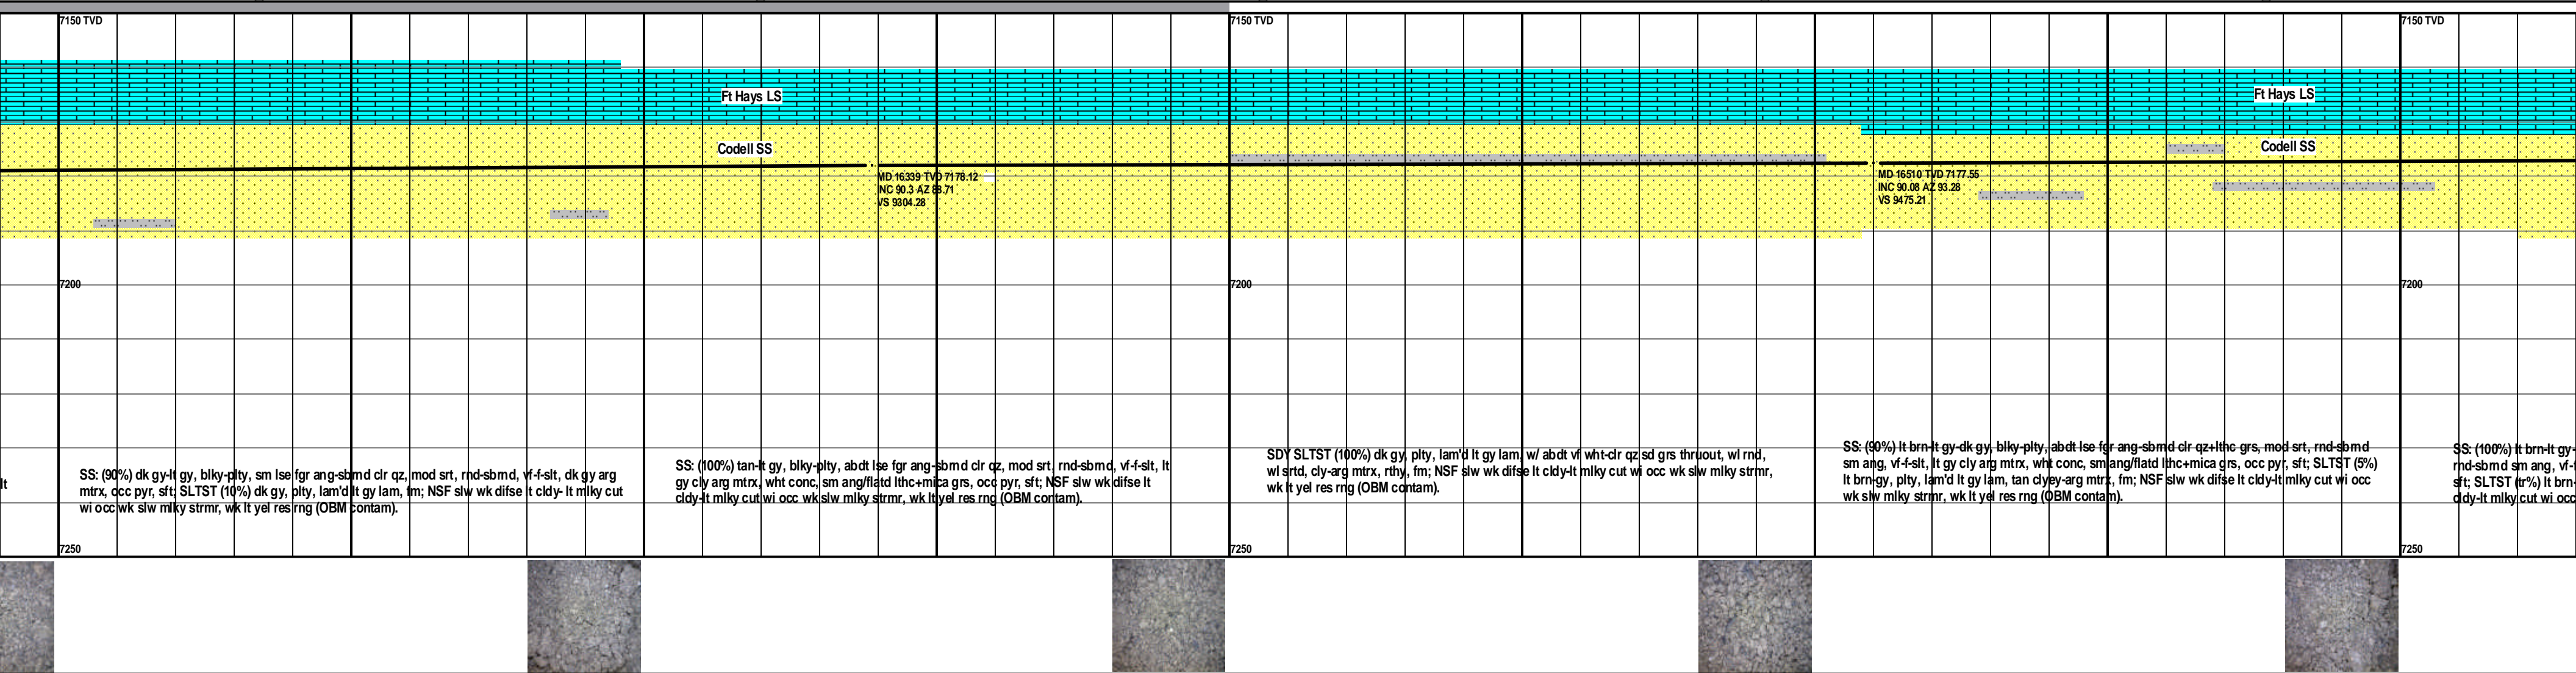 7150 TVD
7150 TVD
7150 TVD
Ft Hays LS
Ft Hays LS
Codell SS
Codell SS
MD 16339 TVD 7178.12
INC 90.3 AZ 88.71
VS 9304.28
MD 16510 TVD 7177.55
INC 90.08 AZ 93.28
VS 9475.21
7200
7200
7200
lt
SS: (90%) dk gy-lt gy, blky-plty, sm lse fgr ang-sbrnd clr qz, mod srt, rnd-sbrnd, vf-f-slt, dk gy arg
mtrx, occ pyr, sft; SLTST (10%) dk gy, plty, lam'd lt gy lam, fm; NSF slw wk difse lt cldy- lt mlky cut
wi occ wk slw mlky strmr, wk lt yel res rng (OBM contam).
SS: (100%) tan-lt gy, blky-plty, abdt lse fgr ang-sbrnd clr qz, mod srt, rnd-sbrnd, vf-f-slt, lt
gy cly arg mtrx, wht conc, sm ang/flatd lthc+mica grs, occ pyr, sft; NSF slw wk difse lt
cldy-lt mlky cut wi occ wk slw mlky strmr, wk lt yel res rng (OBM contam).
SDY SLTST (100%) dk gy, plty, lam'd lt gy lam, w/ abdt vf wht-clr qz sd grs thruout, wl rnd,
wl srtd, cly-arg mtrx, rthy, fm; NSF slw wk difse lt cldy-lt mlky cut wi occ wk slw mlky strmr,
wk lt yel res rng (OBM contam).
SS: (90%) lt brn-lt gy-dk gy, blky-plty, abdt lse fgr ang-sbrnd clr qz+lthc grs, mod srt, rnd-sbrnd
sm ang, vf-f-slt, lt gy cly arg mtrx, wht conc, sm ang/flatd lthc+mica grs, occ pyr, sft; SLTST (5%)
lt brn-gy, plty, lam'd lt gy lam, tan clyey-arg mtrx, fm; NSF slw wk difse lt cldy-lt mlky cut wi occ
wk slw mlky strmr, wk lt yel res rng (OBM contam).
SS: (100%) lt brn-lt gy-
rnd-sbrnd sm ang, vf-f
sft; SLTST (tr%) lt brn-
cldy-lt mlky cut wi occ
7250
7250
7250